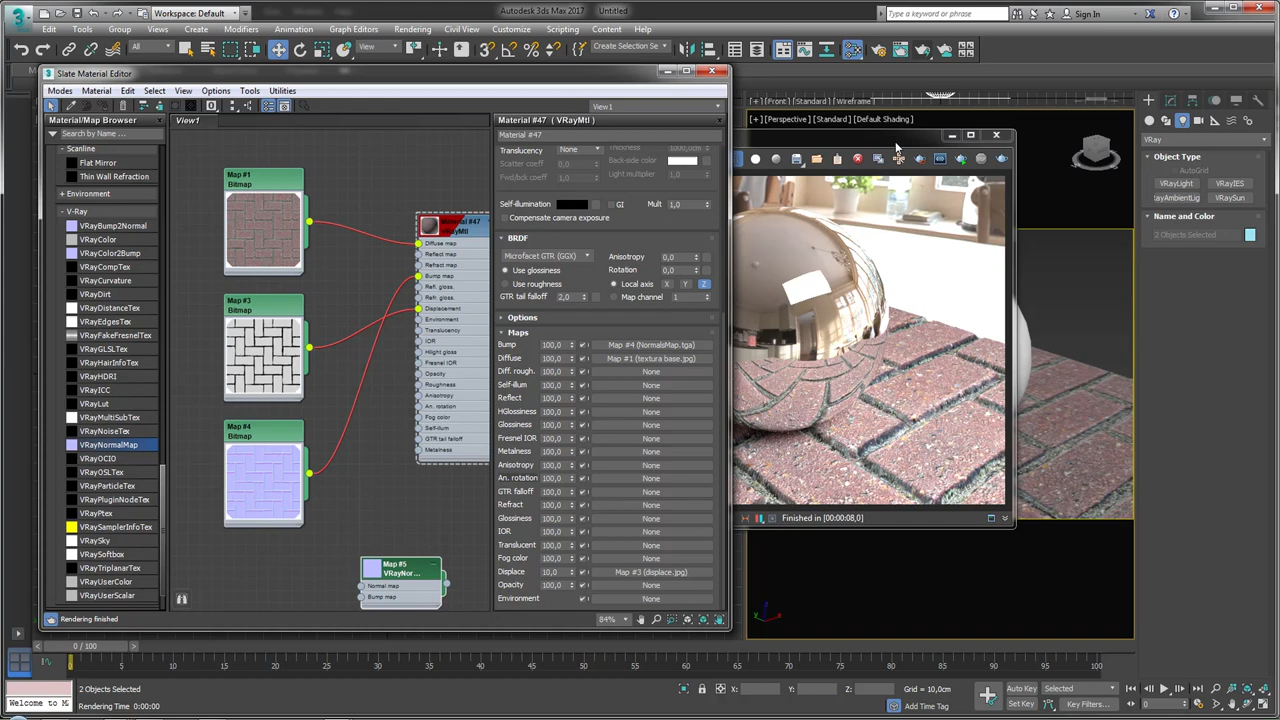 Workspace: Default
Autodesk 3ds Max 2017
Untitled
Type a keyword or phrase
Sign In
Edit
Tools
Group
Views
Create
Modifiers
Animation
Graph Editors
Rendering
Civil View
Customize
Scripting
Content
Help
All
View
Create Selection Se
Slate Material Editor
Modes
Material
Edit
Select
View
Options
Tools
Utilities
View1
Material/Map Browser
Search by Name ...
Scanline
Flat Mirror
Thin Wall Refraction
+ Environment
- V-Ray
VRayBump2Normal
VRayColor
VRayColor2Bump
VRayCompTex
VRayCurvature
VRayDirt
VRayDistanceTex
VRayEdgesTex
VRayFakeFresnelTex
VRayGLSLTex
VRayHairInfoTex
VRayHDRI
VRayICC
VRayLut
VRayMultiSubTex
VRayNoiseTex
VRayNormalMap
VRayOCIO
VRayOSLTex
VRayParticleTex
VRayPluginNodeTex
VRayPtex
VRaySamplerInfoTex
VRaySky
VRaySoftbox
VRayTriplanarTex
VRayUserColor
VRayUserScalar
View1
Map #1
Bitmap
Map #3
Bitmap
Map #4
Bitmap
Map #5
VRayNor...
Normal map
Bump map
Material #47
VRayMtl
Diffuse map
Reflect map
Refract map
Bump map
Refl. gloss.
Refr. gloss.
Displacement
Environment
Translucency
IOR
Hilight gloss
Fresnel IOR
Opacity
Roughness
Anisotropy
An. rotation
Fog color
Self-illum
GTR tail falloff
Metalness
Material #47 ( VRayMtl )
Material #47
Translucency None
Thickness 1000,0cm
Scatter coeff 0,0
Back-side color
Fwd/bck coeff 1,0
Light multiplier 1,0
Self-illumination
GI
Mult 1,0
Compensate camera exposure
BRDF
Microfacet GTR (GGX)
Anisotropy 0,0
Use glossiness
Rotation 0,0
Use roughness
Local axis X Y Z
GTR tail falloff 2,0
Map channel 1
Options
Maps
Bump 100,0 Map #4 (NormalsMap.tga)
Diffuse 100,0 Map #1 (textura base.jpg)
Diff. rough. 100,0 None
Self-illum 100,0 None
Reflect 100,0 None
HGlossiness 100,0 None
Glossiness 100,0 None
Fresnel IOR 100,0 None
Metalness 100,0 None
Anisotropy 100,0 None
An. rotation 100,0 None
GTR falloff 100,0 None
Refract 100,0 None
Glossiness 100,0 None
IOR 100,0 None
Translucent 100,0 None
Fog color 100,0 None
Displace 10,0 Map #3 (displace.jpg)
Opacity 100,0 None
Environment None
Rendering finished
84%
[+] [Front] [Standard] [Wireframe]
[+] [Perspective] [Standard] [Default Shading]
Finished in [00:00:08,0]
VRay
Object Type
AutoGrid
VRayLight
VRayIES
ayAmbientLig
VRaySun
Name and Color
2 Objects Selected
0 / 100
0 5 10 15 20 25 30 35 40 45 50 55 60 65 70 75 80 85 90 95 100
2 Objects Selected
Welcome to M
Rendering Time 0:00:00
X:
Y:
Z:
Grid = 10,0cm
Add Time Tag
Auto Key
Selected
Set Key
Key Filters...
0